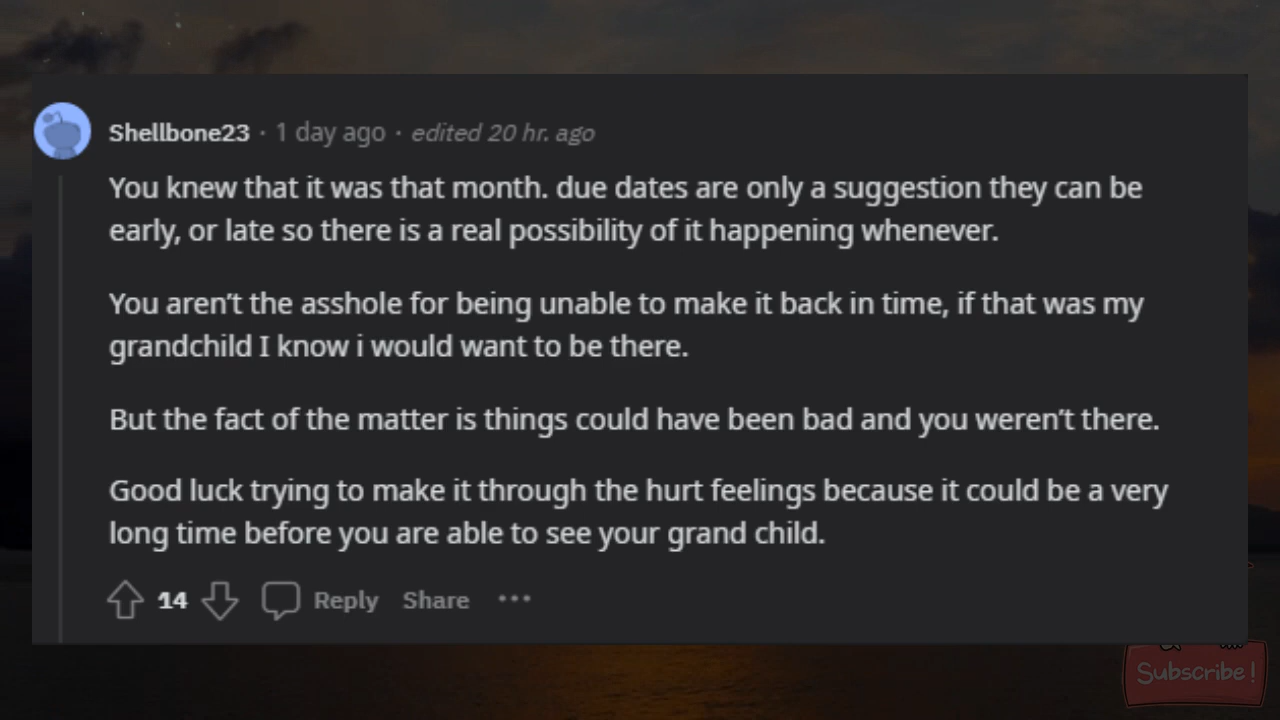 Shellbone23 · 1 day ago · edited 20 hr. ago
You knew that it was that month. due dates are only a suggestion they can be
early, or late so there is a real possibility of it happening whenever.
You aren't the asshole for being unable to make it back in time, if that was my
grandchild I know i would want to be there.
But the fact of the matter is things could have been bad and you weren't there.
Good luck trying to make it through the hurt feelings because it could be a very
long time before you are able to see your grand child.
14 Reply Share
Subscribe!